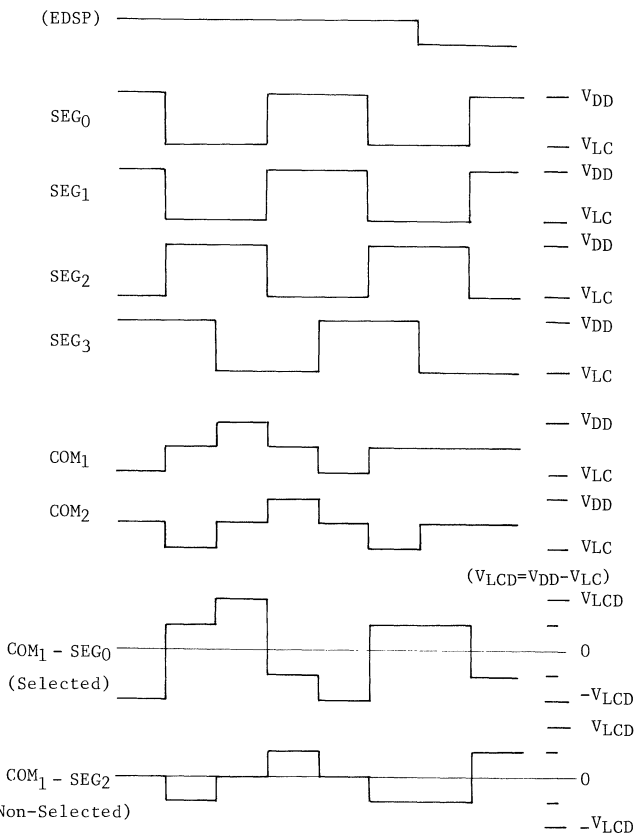 (EDSP)
SEG0 VDD
VLC
SEG1 VDD
VLC
SEG2 VDD
VLC
SEG3 VDD
VLC
COM1 VDD
VLC
COM2 VDD
VLC
(VLCD=VDD-VLC)
VLCD
COM1 - SEG0 0
(Selected) -VLCD
VLCD
COM1 - SEG2 0
Non-Selected) -VLCD